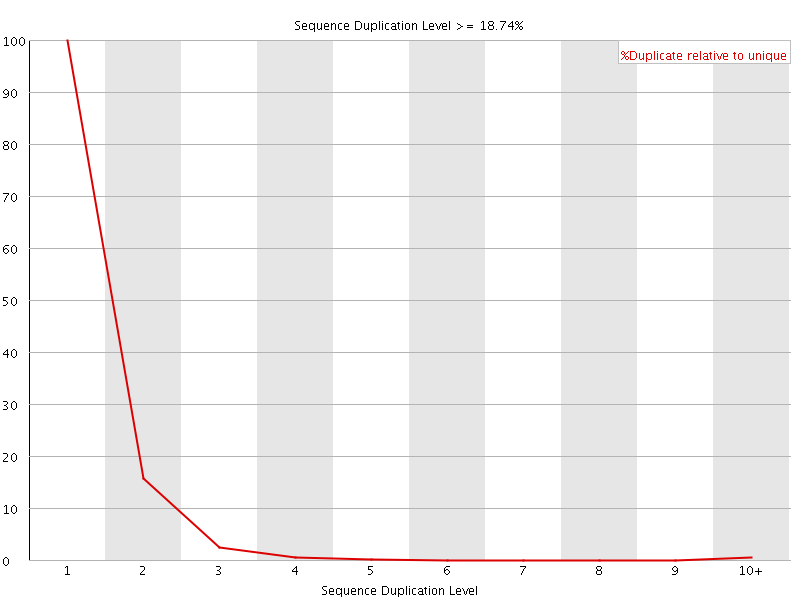 Sequence Duplication Level >= 18.74%
%Duplicate relative to unique
100
90
80
70
60
50
40
30
20
10
0
1 2 3 4 5 6 7 8 9 10+
Sequence Duplication Level